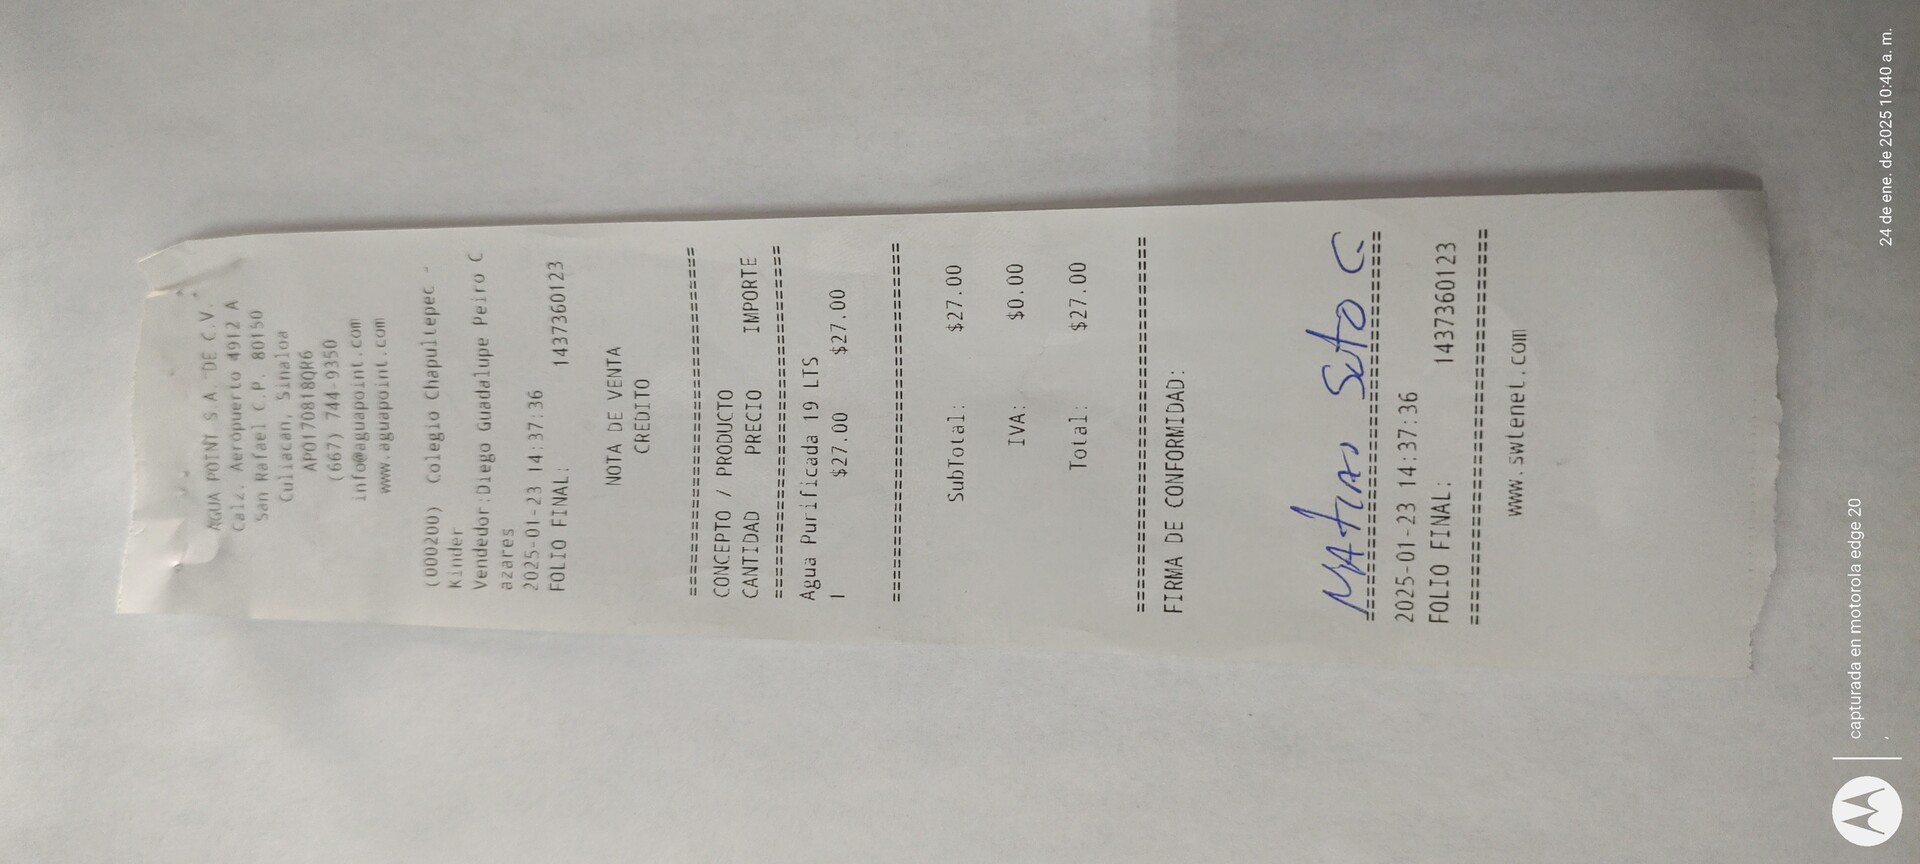 AGUA POINT S.A. DE C.V.
Calz. Aeropuerto 4912 A
San Rafael C.P. 80150
Culiacan, Sinaloa
APO170818QR6
(667) 744-9350
info@aguapoint.com
www.aguapoint.com
(000200) Colegio Chapultepec -
Kinder
Vendedor:Diego Guadalupe Peiro C
azares
2025-01-23 14:37:36
FOLIO FINAL: 1437360123
NOTA DE VENTA
CREDITO
================================
CONCEPTO / PRODUCTO
CANTIDAD PRECIO IMPORTE
================================
Agua Purificada 19 LTS
1 $27.00 $27.00
================================
SubTotal: $27.00
IVA: $0.00
Total: $27.00
================================
FIRMA DE CONFORMIDAD:
Matias Soto C.
================================
2025-01-23 14:37:36
FOLIO FINAL: 1437360123
================================
www.swtenet.com
capturada en motorola edge 20
24 de ene. de 2025 10:40 a. m.